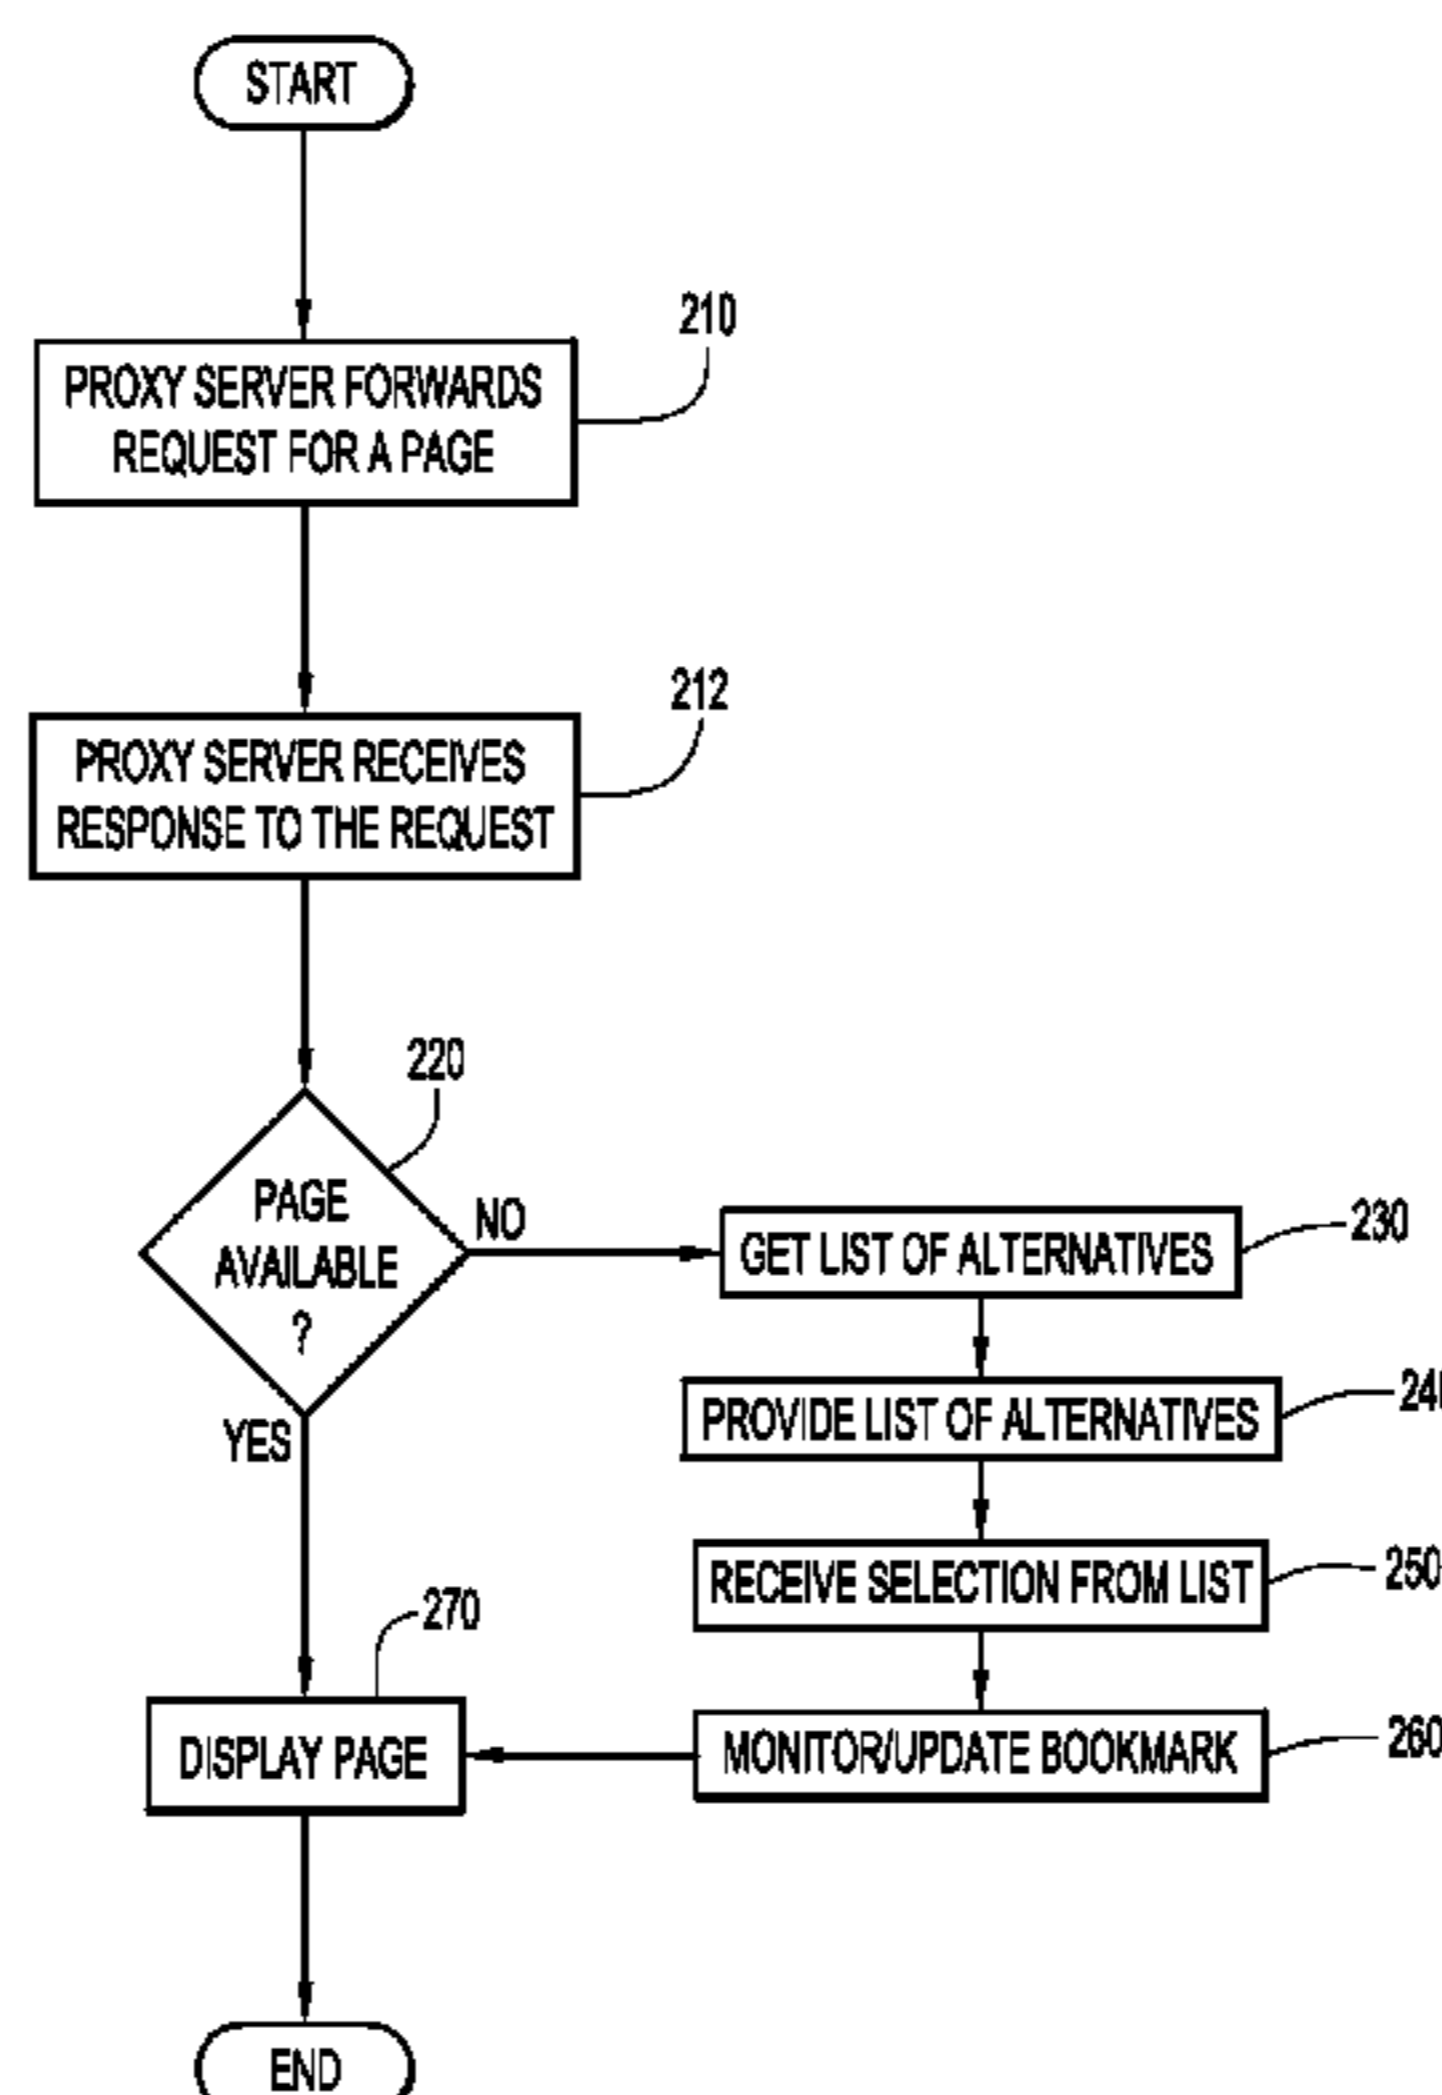 START
210
PROXY SERVER FORWARDS
REQUEST FOR A PAGE
212
PROXY SERVER RECEIVES
RESPONSE TO THE REQUEST
220
PAGE
AVAILABLE
?
NO
YES
GET LIST OF ALTERNATIVES
230
PROVIDE LIST OF ALTERNATIVES
RECEIVE SELECTION FROM LIST
250
MONITOR/UPDATE BOOKMARK
260
270
DISPLAY PAGE
END